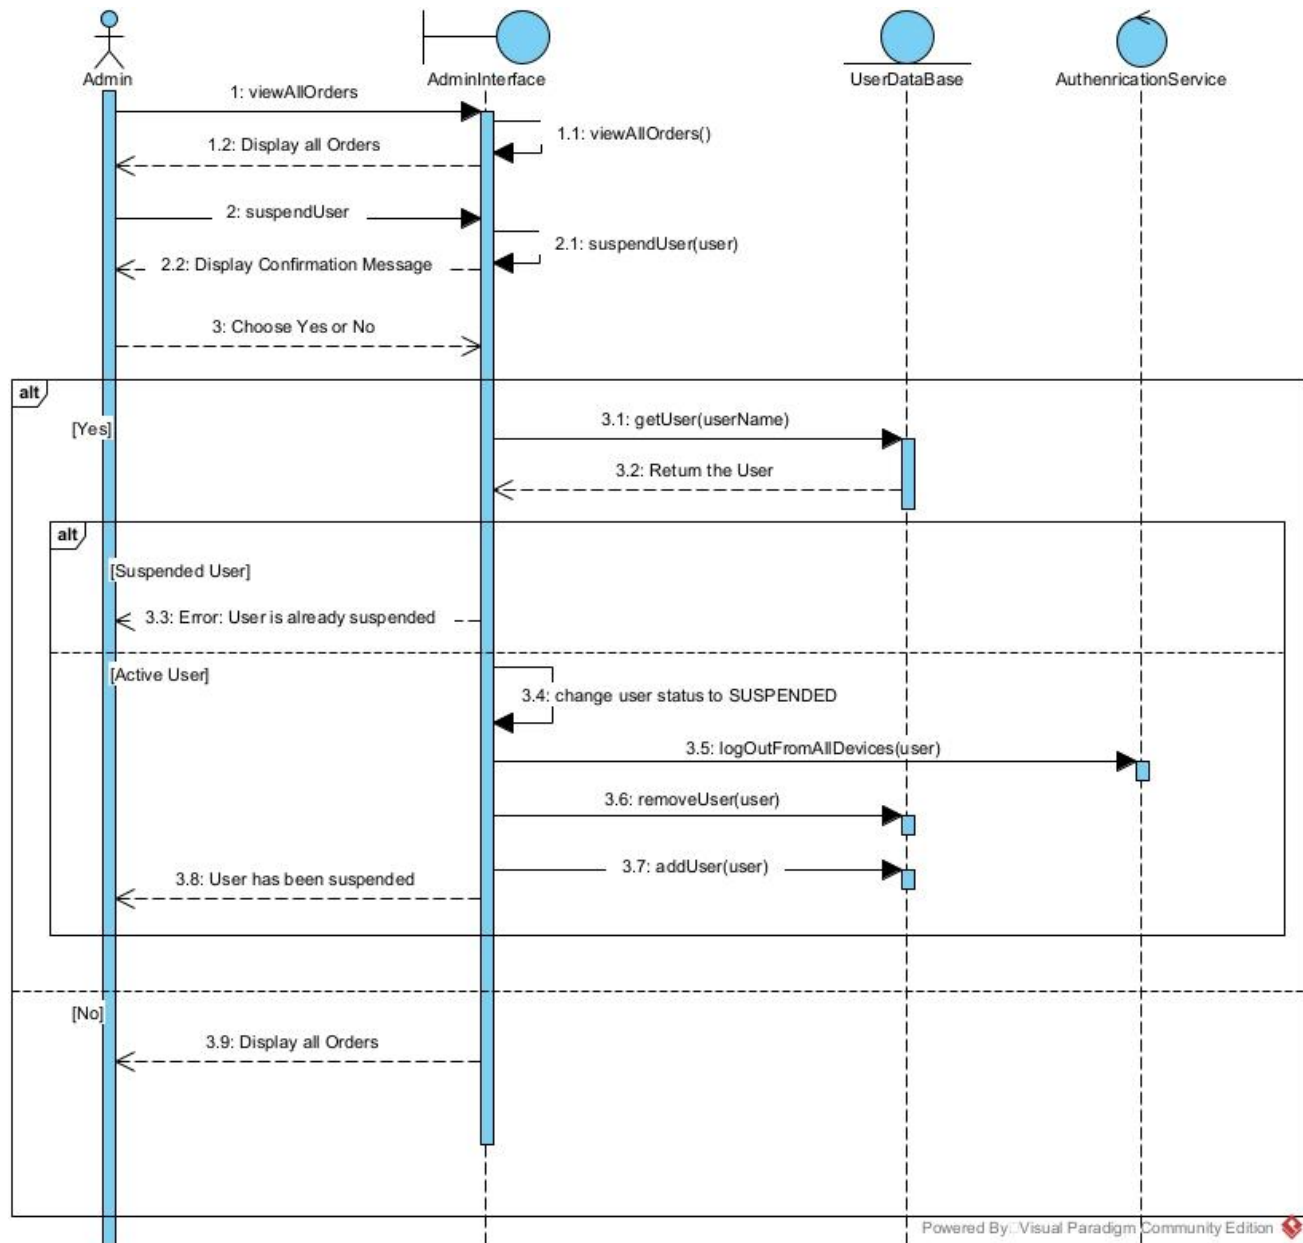 Admin
AdminInterface
UserDataBase
AuthenricationService
1: viewAllOrders
1.1: viewAllOrders()
1.2: Display all Orders
2: suspendUser
2.1: suspendUser(user)
2.2: Display Confirmation Message
3: Choose Yes or No
alt
[Yes]
3.1: getUser(userName)
3.2: Return the User
alt
[Suspended User]
3.3: Error: User is already suspended
[Active User]
3.4: change user status to SUSPENDED
3.5: logOutFromAllDevices(user)
3.6: removeUser(user)
3.7: addUser(user)
3.8: User has been suspended
[No]
3.9: Display all Orders
Powered By Visual Paradigm Community Edition